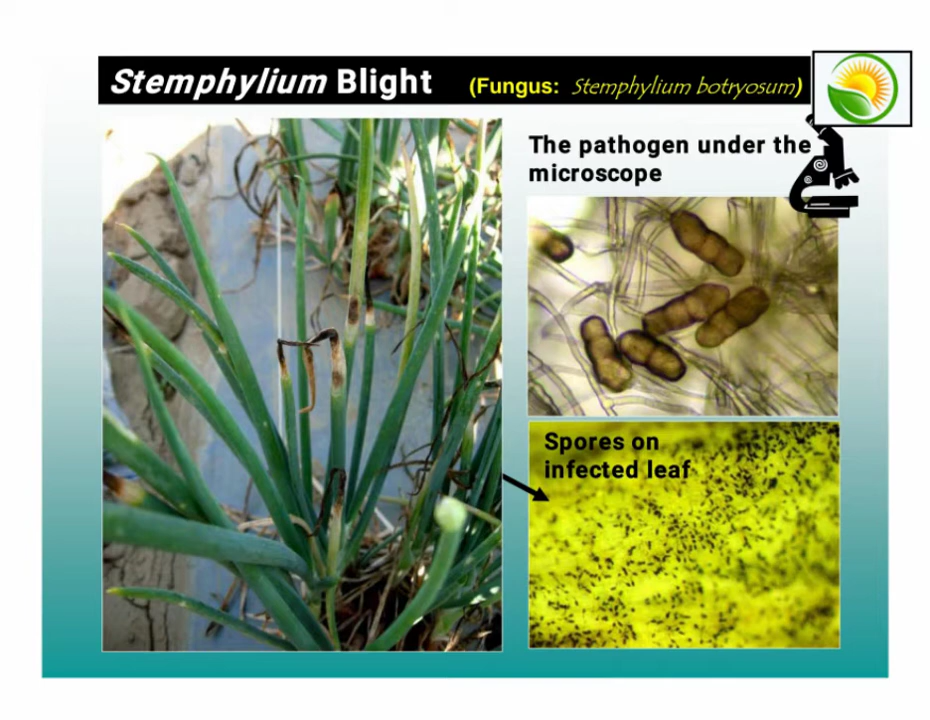 Stemphylium Blight (Fungus: Stemphylium botryosum)
The pathogen under the
microscope
Spores on
infected leaf